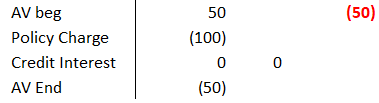 AV beg 50 (50)
Policy Charge (100)
Credit Interest 0 0
AV End (50)